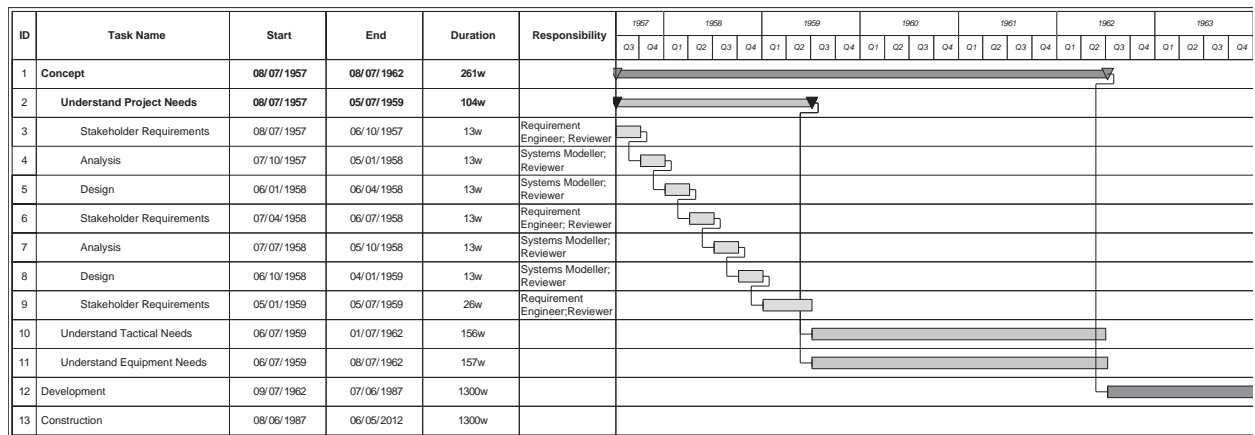 ID Task Name Start End Duration Responsibility 1957 1958 1959 1960 1961 1962 1963
Q3 Q4 Q1 Q2 Q3 Q4 Q1 Q2 Q3 Q4 Q1 Q2 Q3 Q4 Q1 Q2 Q3 Q4 Q1 Q2 Q3 Q4 Q1 Q2 Q3 Q4
1 Concept 08/07/1957 08/07/1962 261w
2 Understand Project Needs 08/07/1957 05/07/1959 104w
3 Stakeholder Requirements 08/07/1957 06/10/1957 13w Requirement
Engineer; Reviewer
4 Analysis 07/10/1957 05/01/1958 13w Systems Modeller;
Reviewer
5 Design 06/01/1958 06/04/1958 13w Systems Modeller;
Reviewer
6 Stakeholder Requirements 07/04/1958 06/07/1958 13w Requirement
Engineer; Reviewer
7 Analysis 07/07/1958 05/10/1958 13w Systems Modeller;
Reviewer
8 Design 06/10/1958 04/01/1959 13w Systems Modeller;
Reviewer
9 Stakeholder Requirements 05/01/1959 05/07/1959 26w Requirement
Engineer;Reviewer
10 Understand Tactical Needs 06/07/1959 01/07/1962 156w
11 Understand Equipment Needs 06/07/1959 08/07/1962 157w
12 Development 09/07/1962 07/06/1987 1300w
13 Construction 08/06/1987 06/05/2012 1300w